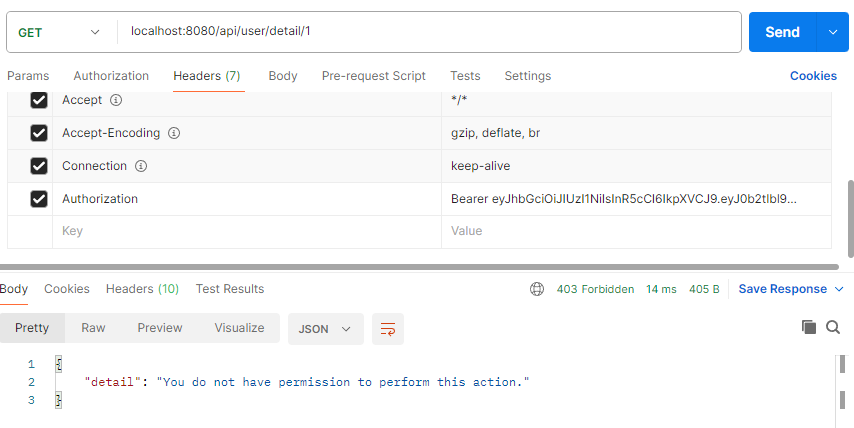 GET localhost:8080/api/user/detail/1 Send
Params Authorization Headers (7) Body Pre-request Script Tests Settings Cookies
Accept */*
Accept-Encoding gzip, deflate, br
Connection keep-alive
Authorization Bearer eyJhbGciOiJIUzI1NiIsInR5cCI6IkpXVCJ9.eyJ0b2tlbl9...
Key Value
Body Cookies Headers (10) Test Results 403 Forbidden 14 ms 405 B Save Response
Pretty Raw Preview Visualize JSON
1 {
2 "detail": "You do not have permission to perform this action."
3 }